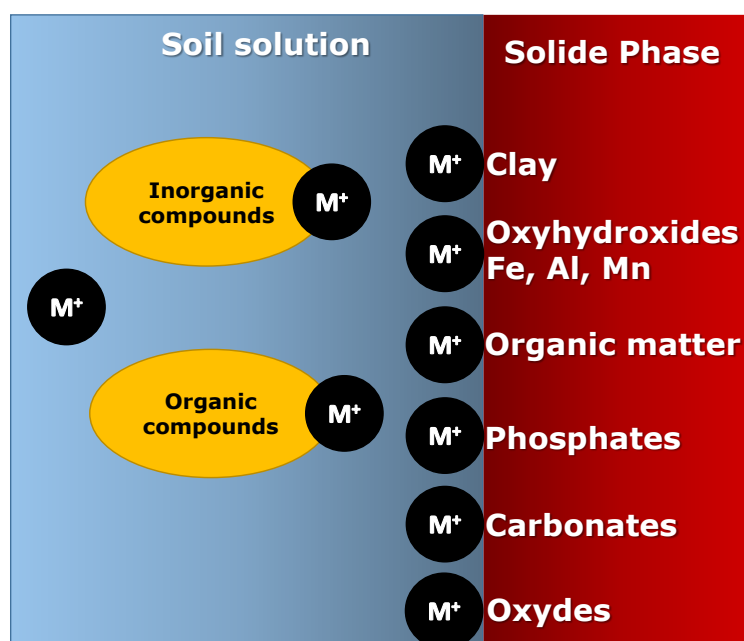 Soil solution
Solide Phase
Inorganic
compounds
M+
M+
Organic
compounds
M+
M+
Clay
M+
Oxyhydroxides
Fe, Al, Mn
M+
Organic matter
M+
Phosphates
M+
Carbonates
M+
Oxydes